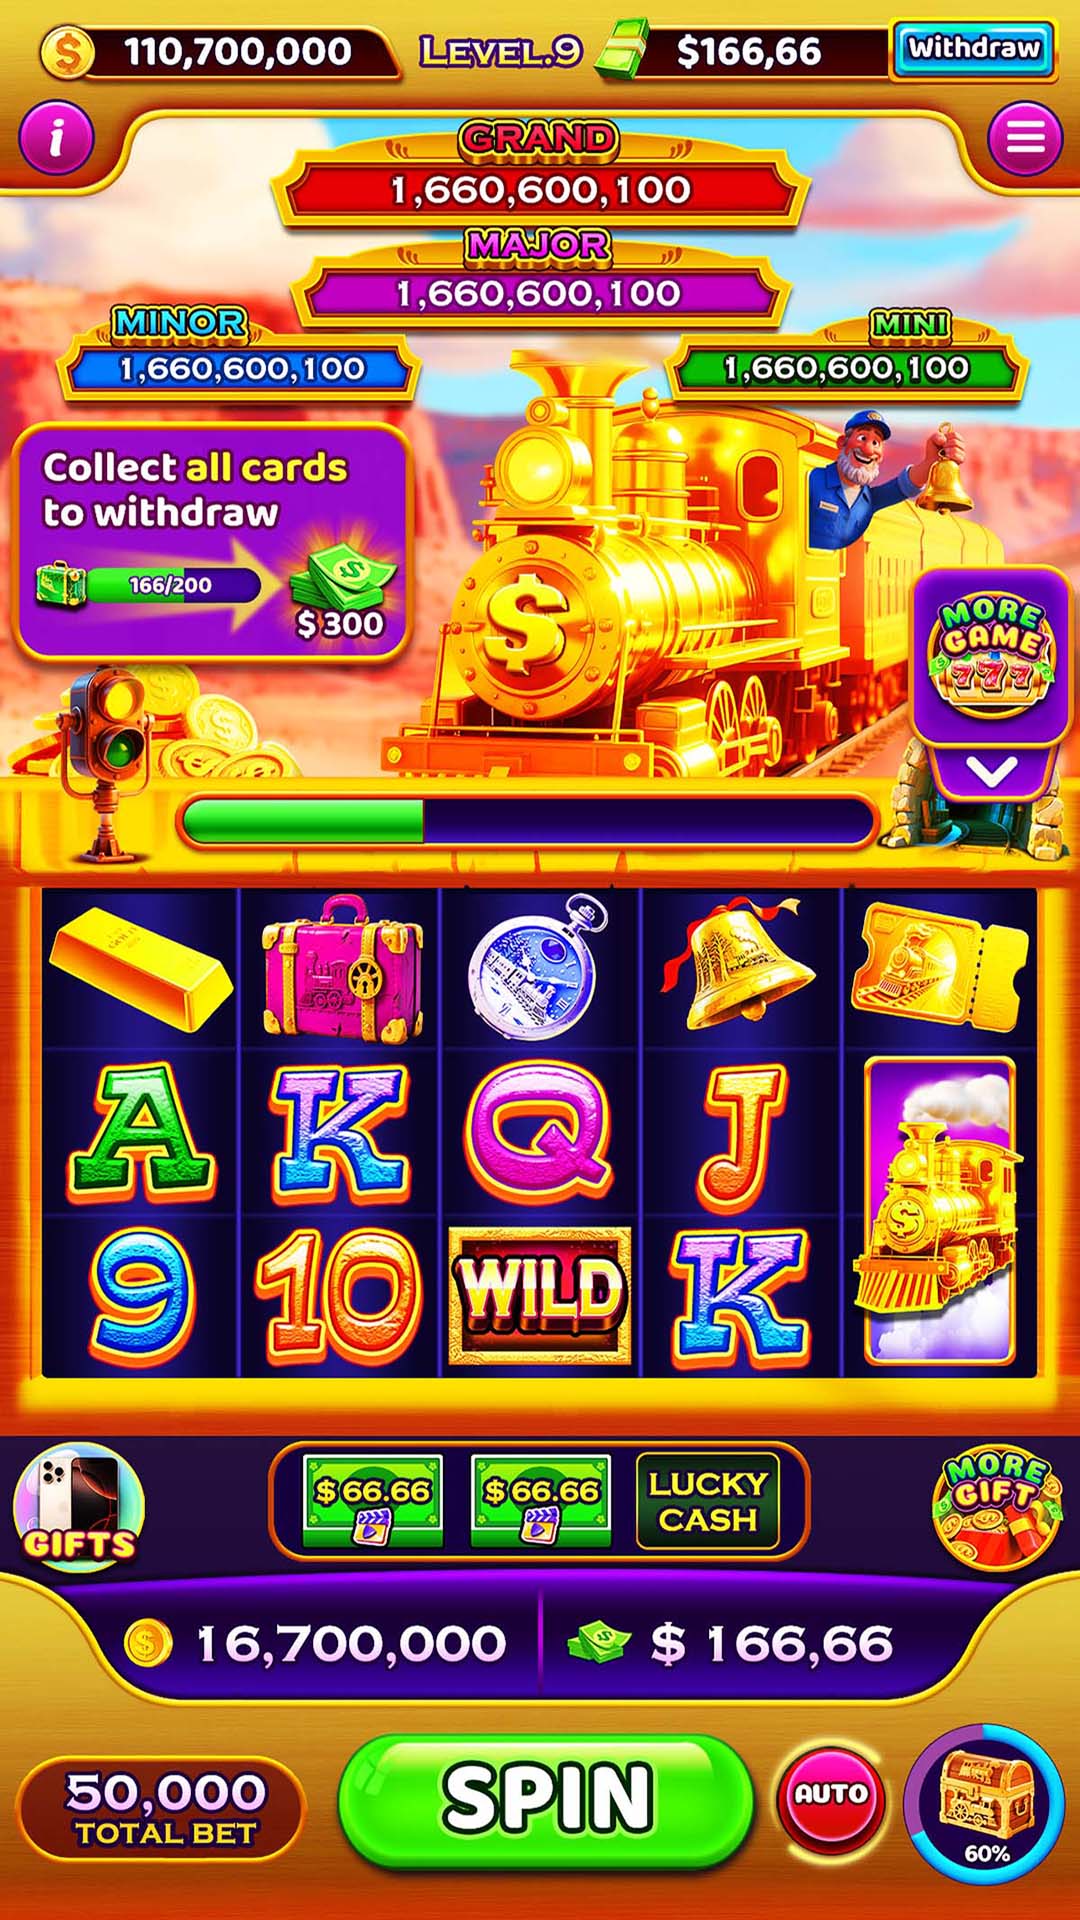 110,700,000
LEVEL.9
$166,66
Withdraw
i
GRAND
1,660,600,100
MAJOR
1,660,600,100
MINOR
1,660,600,100
MINI
1,660,600,100
Collect all cards
to withdraw
166/200
$ 300
$
MORE
GAME
777
A
K
Q
J
9
10
WILD
K
GIFTS
$ 66.66
$ 66.66
LUCKY
CASH
MORE
GIFT
16,700,000
$ 166,66
50,000
TOTAL BET
SPIN
AUTO
60%